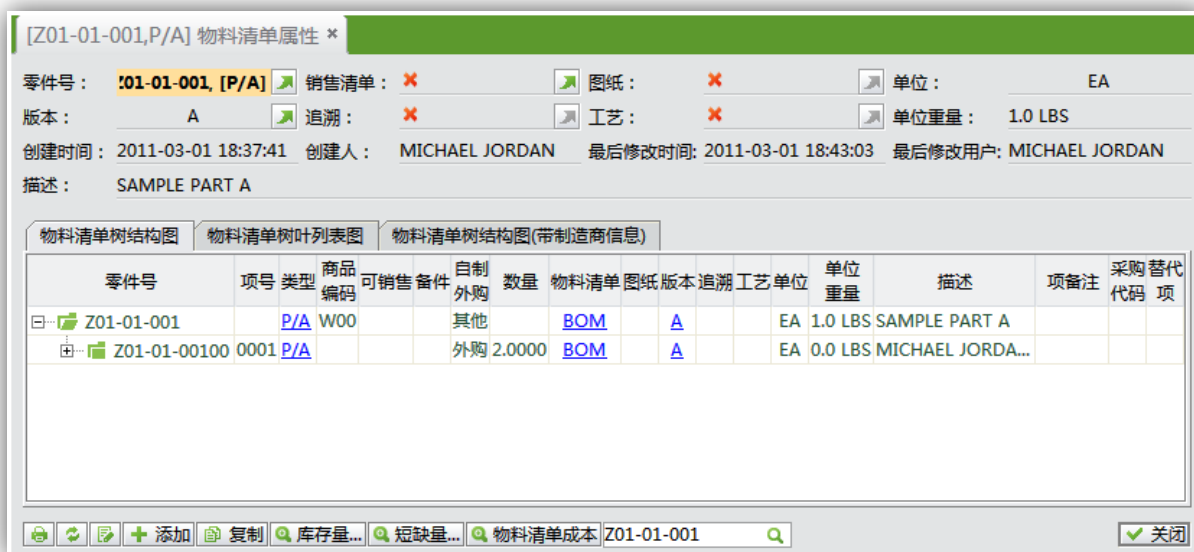 [Z01-01-001,P/A] 物料清单属性
零件号： Z01-01-001, [P/A] 销售清单： 图纸： 单位： EA
版本： A 追溯： 工艺： 单位重量： 1.0 LBS
创建时间： 2011-03-01 18:37:41 创建人： MICHAEL JORDAN 最后修改时间: 2011-03-01 18:43:03 最后修改用户: MICHAEL JORDAN
描述： SAMPLE PART A
物料清单树结构图 物料清单树叶列表图 物料清单树结构图(带制造商信息)
零件号 项号 类型 商品编码 可销售 备件 自制外购 数量 物料清单 图纸 版本 追溯 工艺 单位 单位重量 描述 项备注 采购代码 替代项
Z01-01-001 P/A W00 其他 BOM A EA 1.0 LBS SAMPLE PART A
Z01-01-00100 0001 P/A 外购 2.0000 BOM A EA 0.0 LBS MICHAEL JORDA...
添加 复制 库存量... 短缺量... 物料清单成本 Z01-01-001 关闭